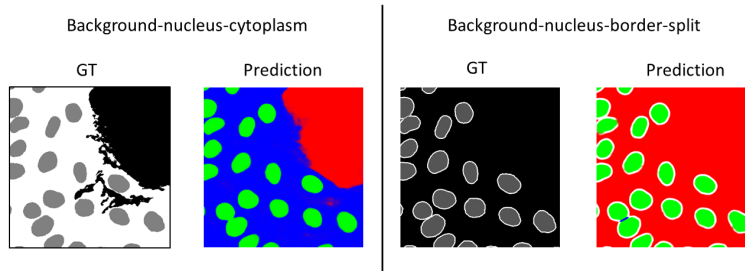 Background-nucleus-cytoplasm
GT
Prediction
Background-nucleus-border-split
GT
Prediction